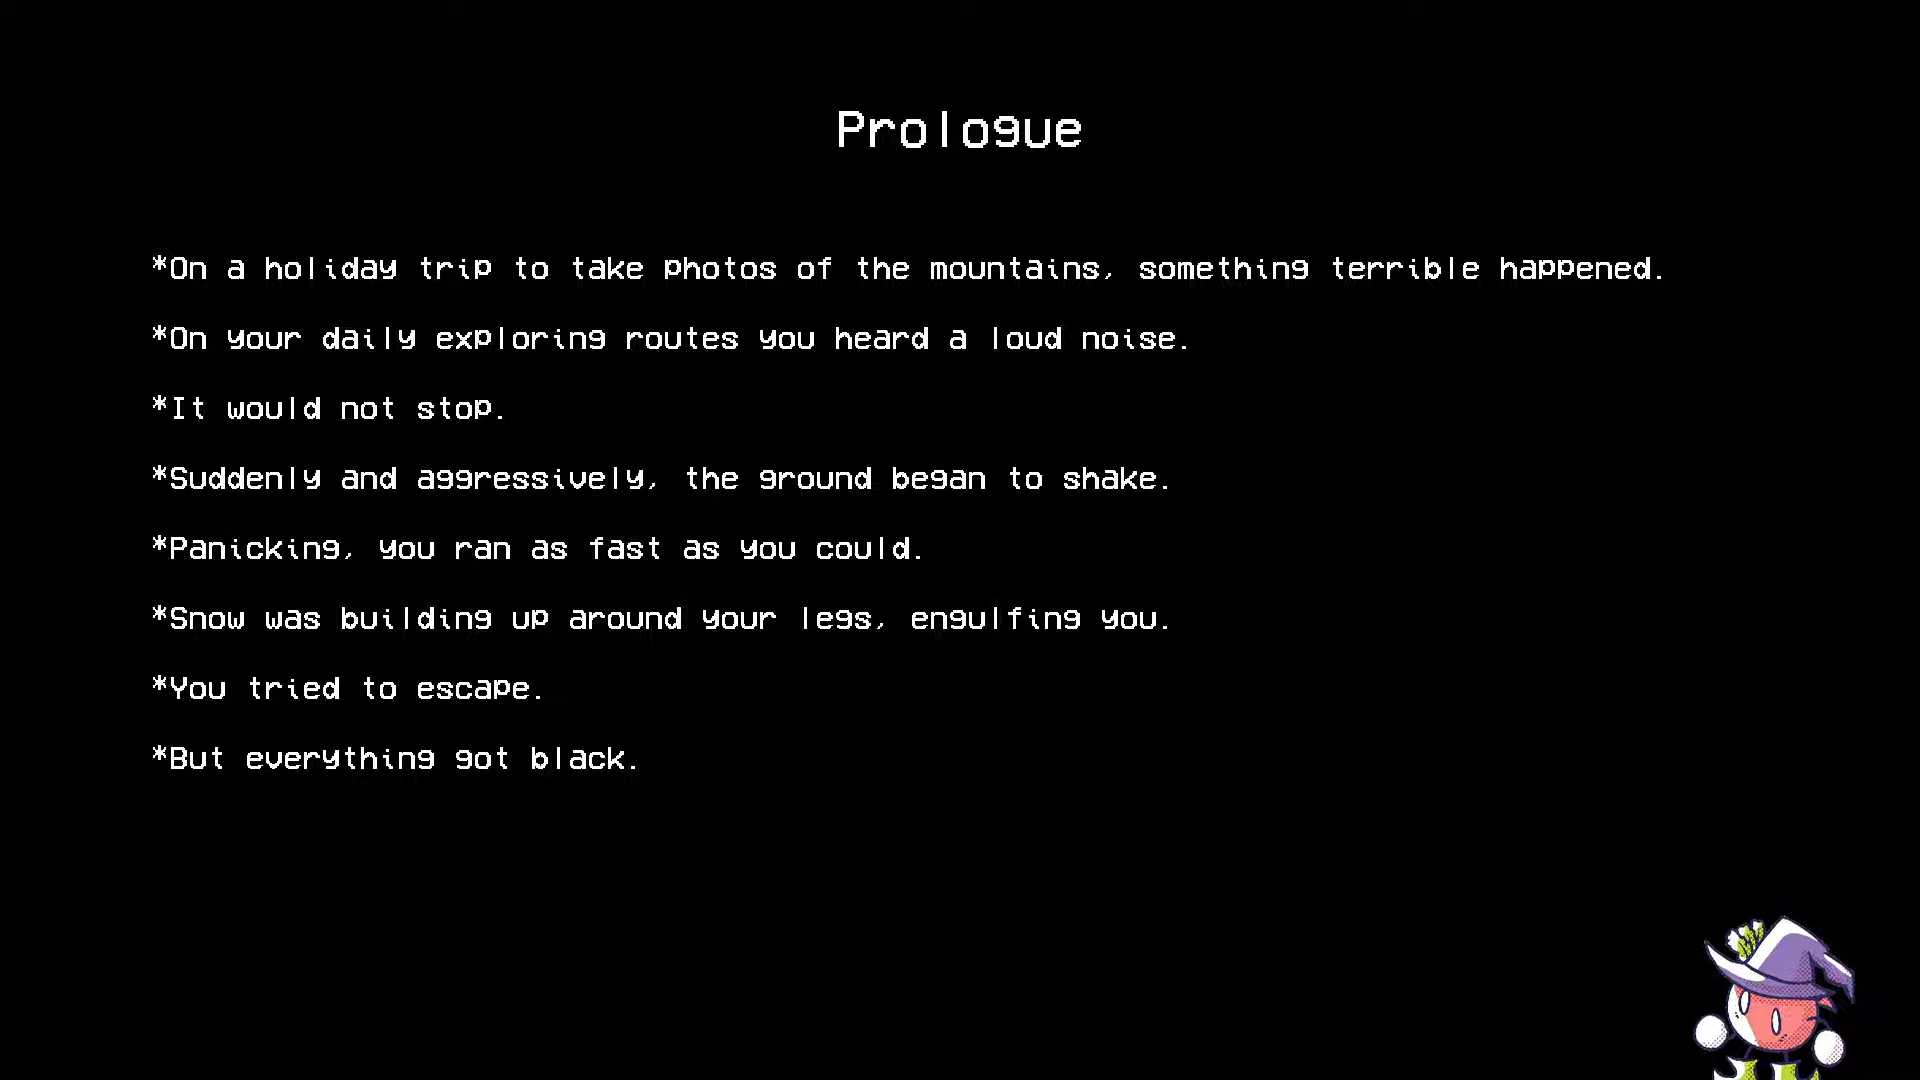 Prologue
*On a holiday trip to take photos of the mountains, something terrible happened.
*On your daily exploring routes you heard a loud noise.
*It would not stop.
*Suddenly and aggressively, the ground began to shake.
*Panicking, you ran as fast as you could.
*Snow was building up around your legs, engulfing you.
*You tried to escape.
*But everything got black.